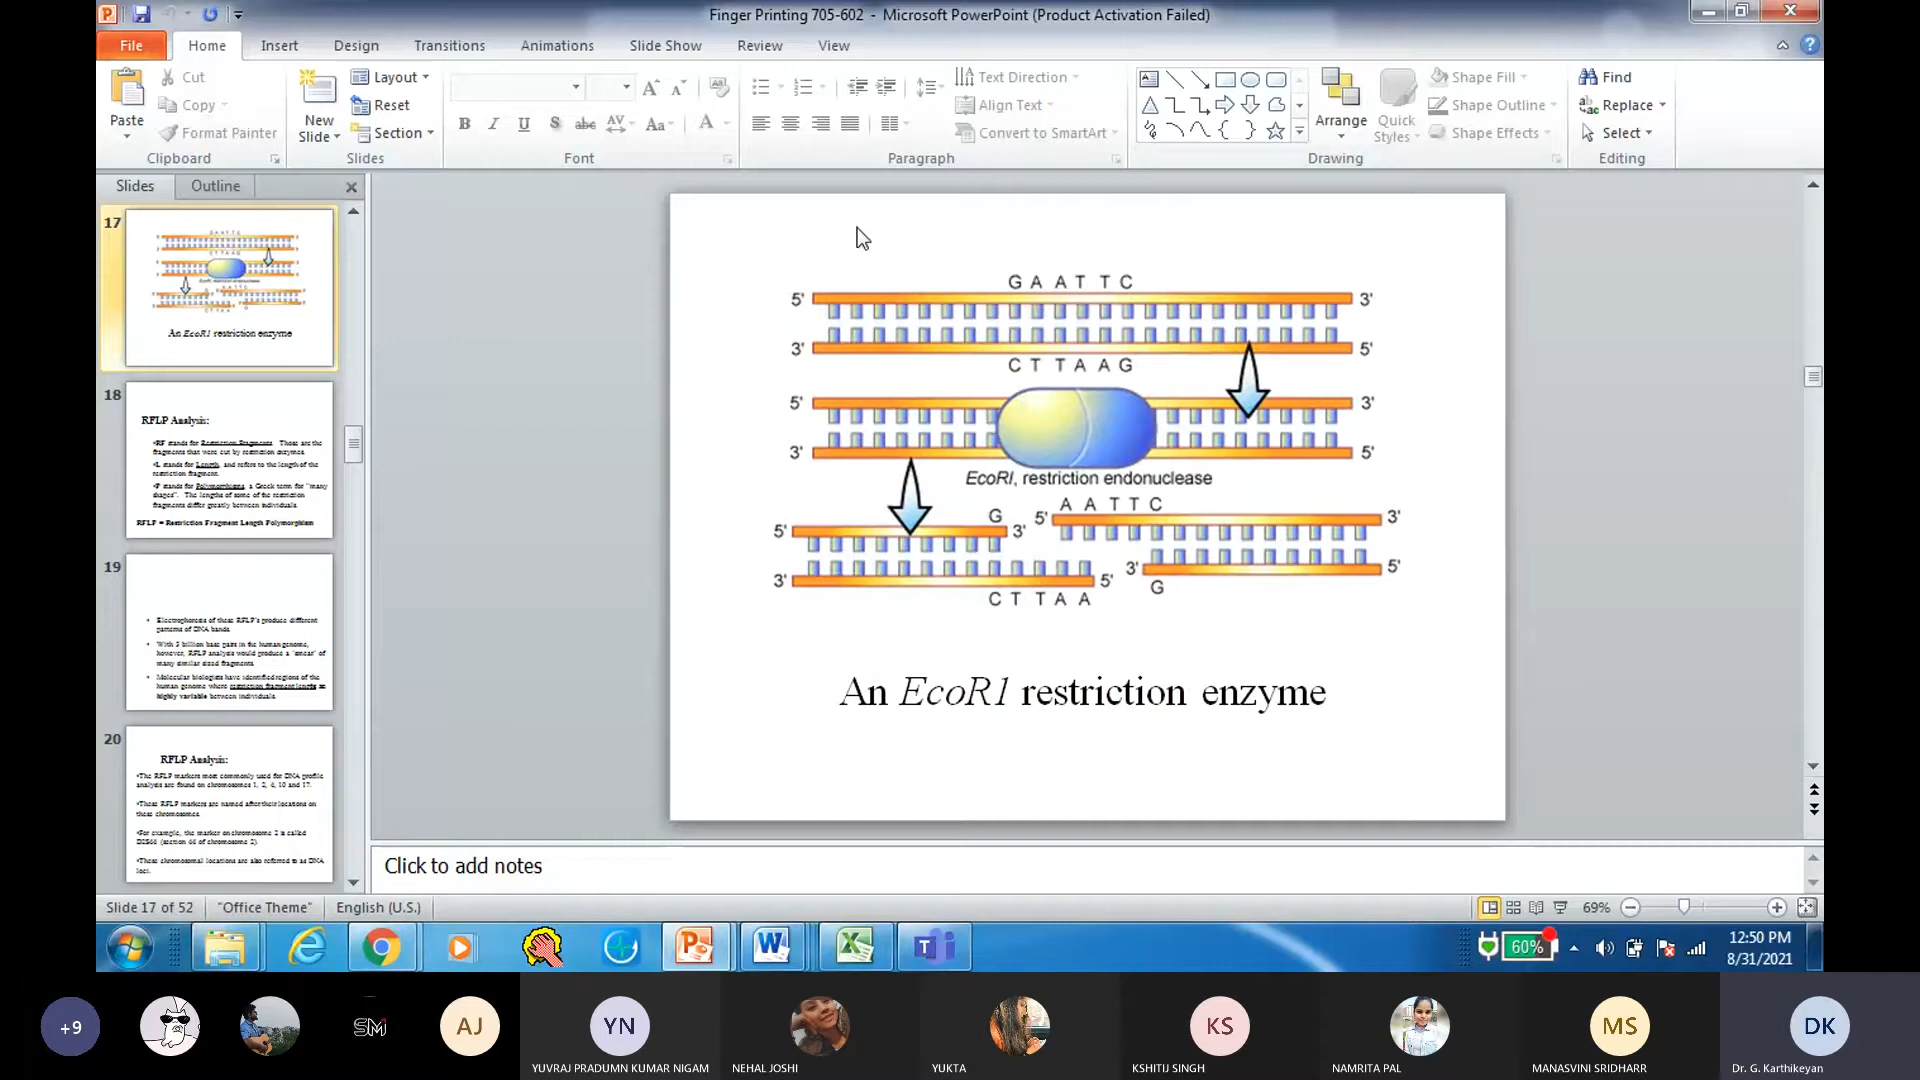 Finger Printing 705-602 - Microsoft PowerPoint (Product Activation Failed)
File Home Insert Design Transitions Animations Slide Show Review View
Paste
Cut
Copy
Format Painter
Clipboard
New
Slide
Layout
Reset
Section
Slides
B I U S abc AV Aa A
Font
Text Direction
Align Text
Convert to SmartArt
Paragraph
Arrange
Quick
Styles
Shape Fill
Shape Outline
Shape Effects
Drawing
Find
Replace
Select
Editing
Slides Outline
17
G A A T T C
C T T A A G
An EcoR1 restriction enzyme
18
RFLP Analysis:
•RF stands for Restriction Fragments. Those are the
fragments that were cut by restriction enzymes.
•L stands for Length, and refers to the length of the
restriction fragment.
•P stands for Polymorphisms, a Greek term for "many
shapes". The lengths of some of the restriction
fragments differ greatly between individuals.
RFLP = Restriction Fragment Length Polymorphism
19
• Electrophoresis of these RFLP's produce different
patterns of DNA bands.
• With 3 billion base pairs in the human genome,
however, RFLP analysis would produce a 'smear' of
many similar sized fragments.
• Molecular biologists have identified regions of the
human genome where restriction fragment lengths are
highly variable between individuals.
20
RFLP Analysis:
•The RFLP markers most commonly used for DNA profile
analysis are found on chromosomes 1, 2, 4, 10 and 17.
•These RFLP markers are named after their locations on
these chromosomes.
•For example, the marker on chromosome 2 is called
D2S44 (section 44 of chromosome 2).
•These chromosomal locations are also referred to as DNA
loci.
G A A T T C
5' 3'
3' 5'
C T T A A G
5' 3'
3' 5'
EcoRI, restriction endonuclease
G A A T T C
5' 3' 5' 3'
3' 5' 3' 5'
C T T A A G
An EcoR1 restriction enzyme
Click to add notes
Slide 17 of 52 "Office Theme" English (U.S.) 69%
60%
12:50 PM
8/31/2021
+9
SM
AJ
YN
YUVRAJ PRADUMN KUMAR NIGAM
NEHAL JOSHI
YUKTA
KS
KSHITIJ SINGH
NAMRITA PAL
MS
MANASVINI SRIDHARR
DK
Dr. G. Karthikeyan